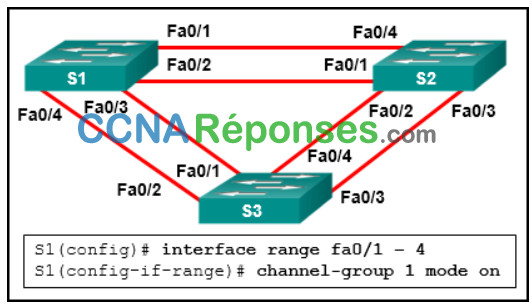 Fa0/1
Fa0/4
S1
Fa0/2
Fa0/1
S2
Fa0/4
Fa0/3
Fa0/2
Fa0/3
CCNARéponses.com
Fa0/1
Fa0/4
Fa0/2
Fa0/3
S3
S1(config)# interface range fa0/1 – 4
S1(config-if-range)# channel-group 1 mode on